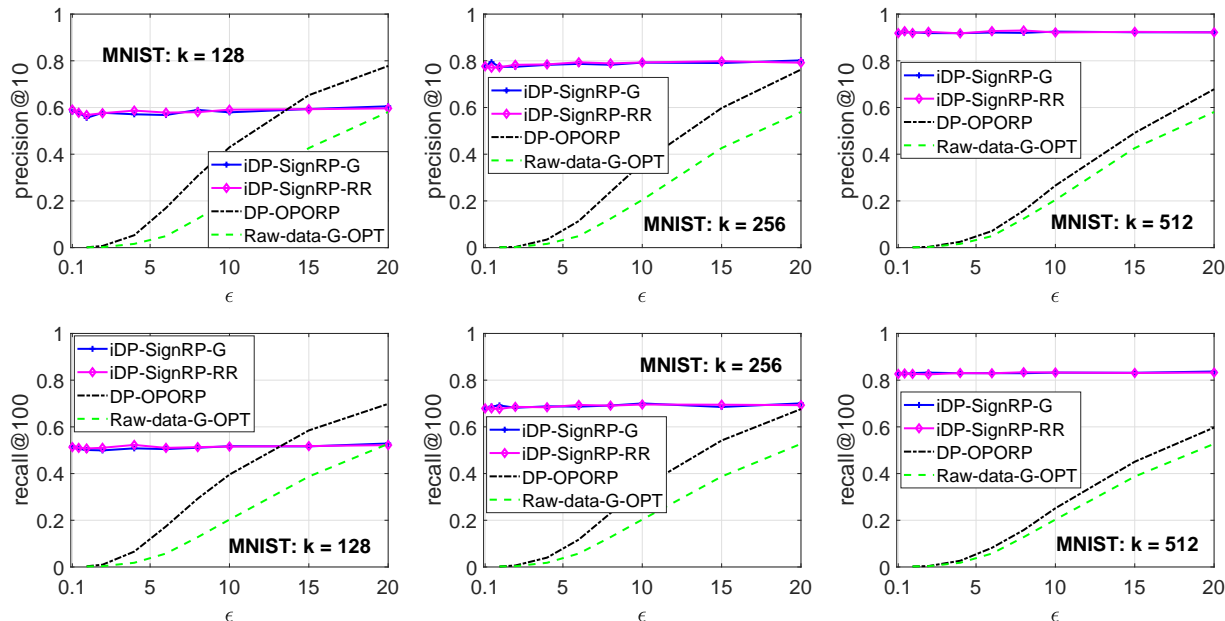 precision@10
1
0.8
0.6
0.4
0.2
0
MNIST: k = 128
iDP-SignRP-G
iDP-SignRP-RR
DP-OPORP
Raw-data-G-OPT
0.1 5 10 15 20
ϵ
precision@10
1
0.8
0.6
0.4
0.2
0
iDP-SignRP-G
iDP-SignRP-RR
DP-OPORP
Raw-data-G-OPT
MNIST: k = 256
0.1 5 10 15 20
ϵ
precision@10
1
0.8
0.6
0.4
0.2
0
iDP-SignRP-G
iDP-SignRP-RR
DP-OPORP
Raw-data-G-OPT
MNIST: k = 512
0.1 5 10 15 20
ϵ
recall@100
1
0.8
0.6
0.4
0.2
0
iDP-SignRP-G
iDP-SignRP-RR
DP-OPORP
Raw-data-G-OPT
MNIST: k = 128
0.1 5 10 15 20
ϵ
recall@100
1
0.8
0.6
0.4
0.2
0
MNIST: k = 256
iDP-SignRP-G
iDP-SignRP-RR
DP-OPORP
Raw-data-G-OPT
0.1 5 10 15 20
ϵ
recall@100
1
0.8
0.6
0.4
0.2
0
iDP-SignRP-G
iDP-SignRP-RR
DP-OPORP
Raw-data-G-OPT
MNIST: k = 512
0.1 5 10 15 20
ϵ